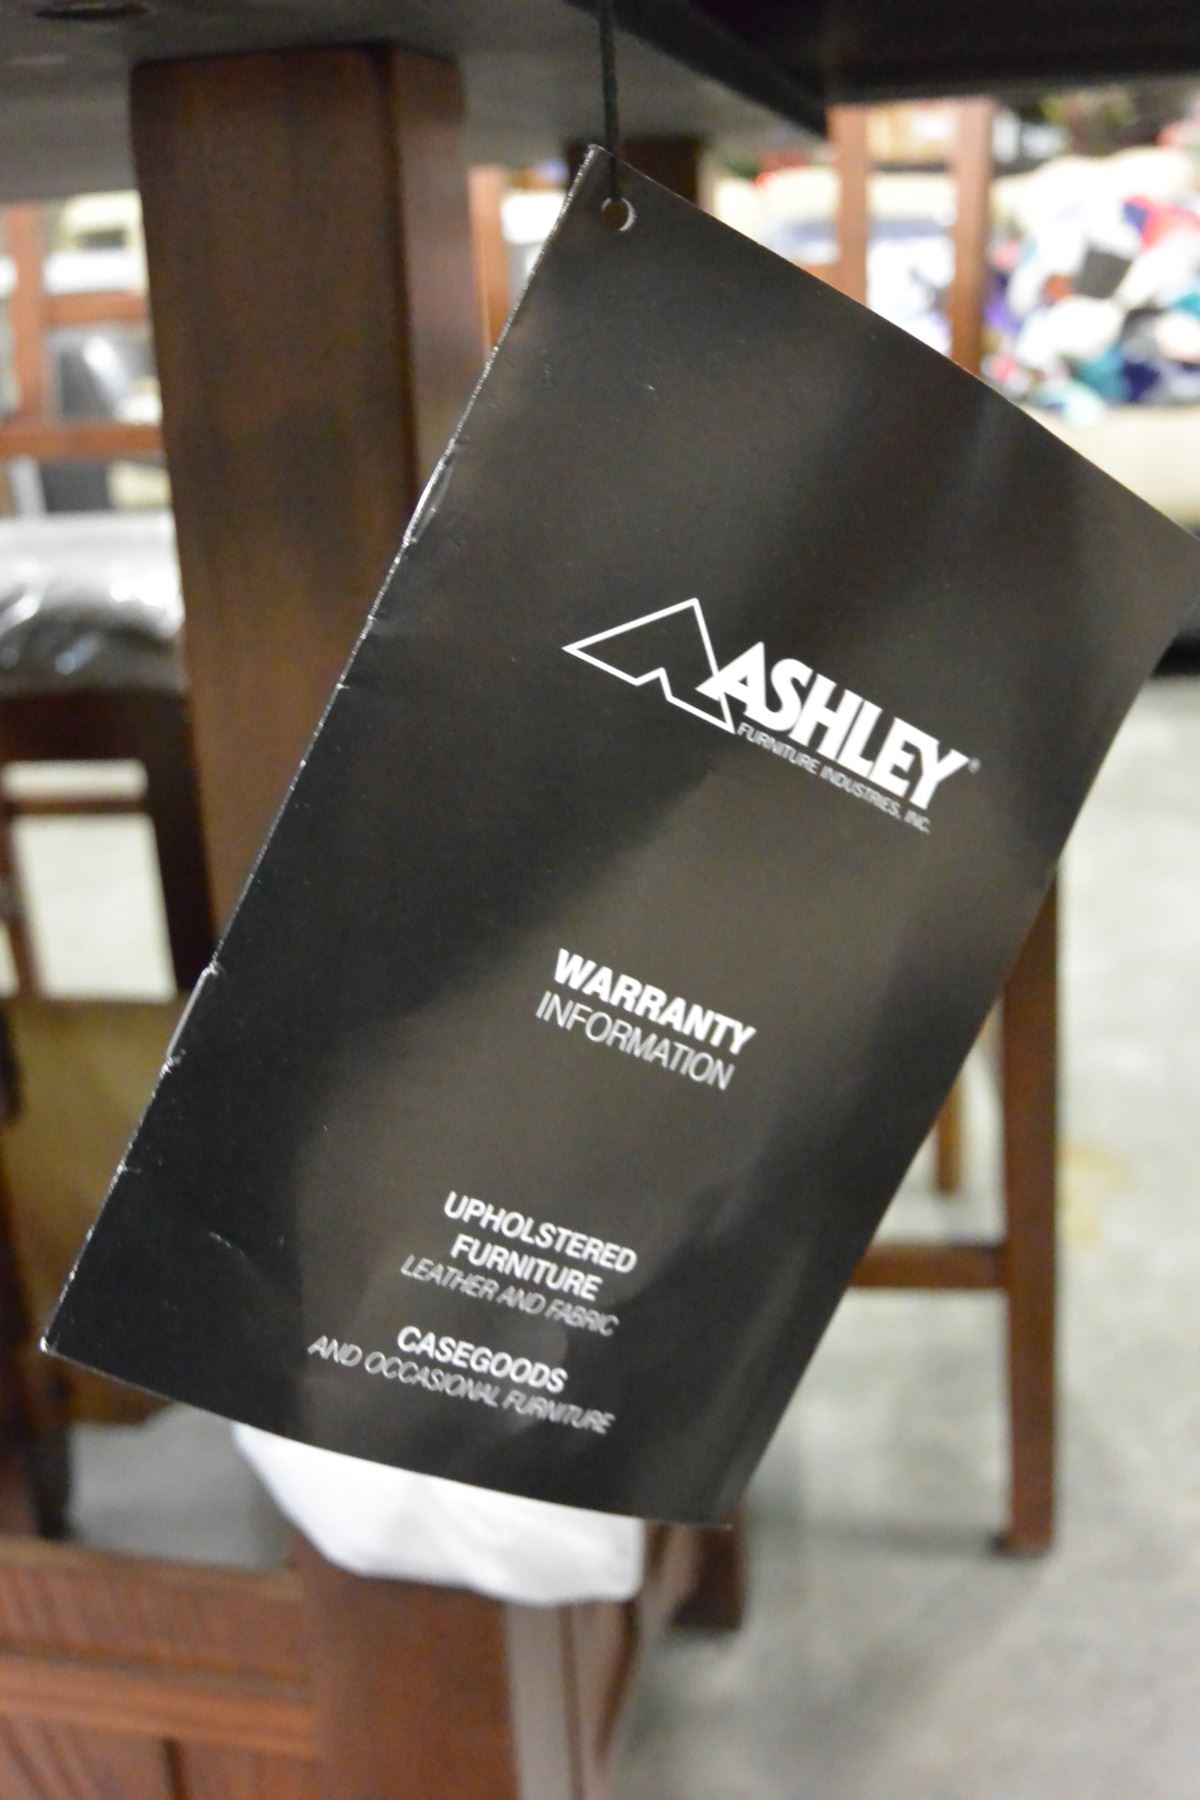 ASHLEY®
FURNITURE INDUSTRIES, INC.
WARRANTY
INFORMATION
UPHOLSTERED
FURNITURE
LEATHER AND FABRIC
CASEGOODS
AND OCCASIONAL FURNITURE